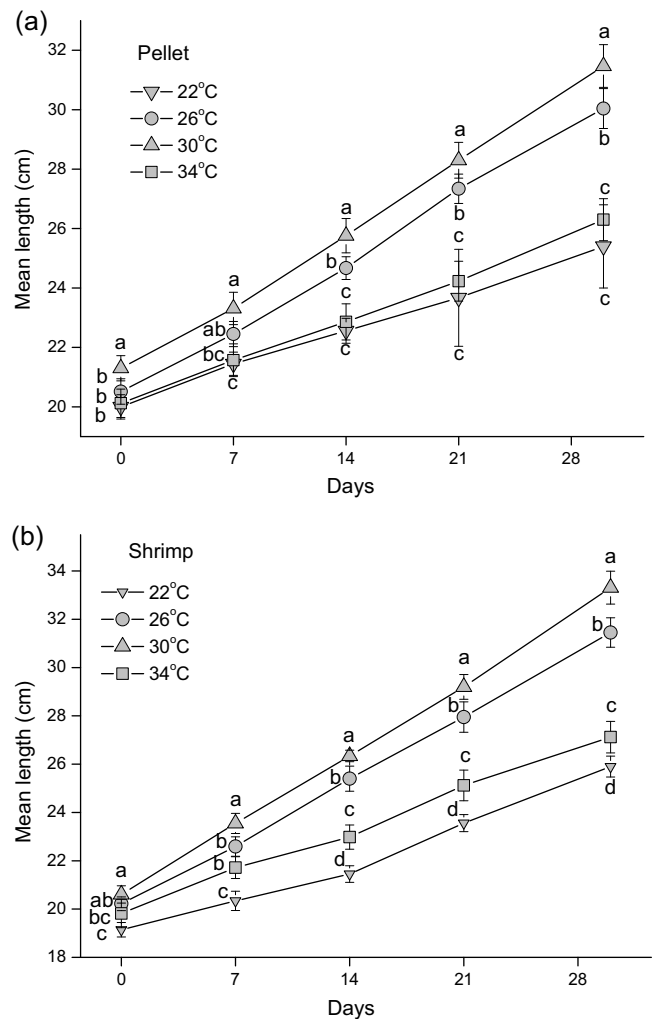 (a)
Pellet
22°C
26°C
30°C
34°C
32
30
28
26
24
22
20
Mean length (cm)
a
b
b
b
a
ab
bc
c
a
b
c
c
a
b
c
c
a
b
c
c
0 7 14 21 28
Days
(b)
Shrimp
22°C
26°C
30°C
34°C
34
32
30
28
26
24
22
20
18
Mean length (cm)
a
ab
bc
c
a
b
b
c
a
b
c
d
a
b
c
d
a
b
c
d
0 7 14 21 28
Days